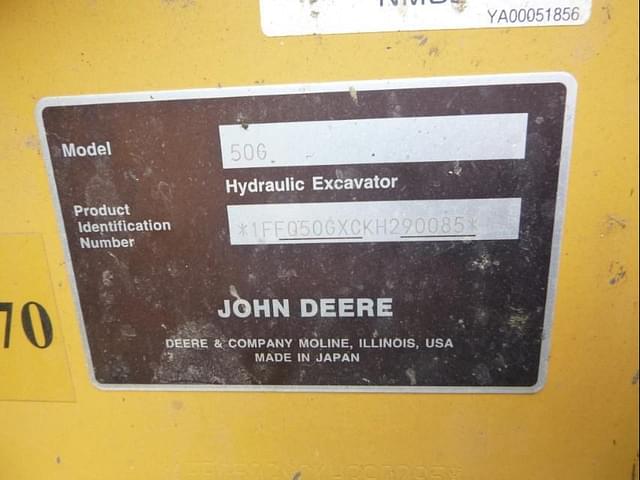 YA00051856
Model
50G
Hydraulic Excavator
Product
Identification
Number
*1FFQ50GXCKH290085*
JOHN DEERE
DEERE & COMPANY MOLINE, ILLINOIS, USA
MADE IN JAPAN
70